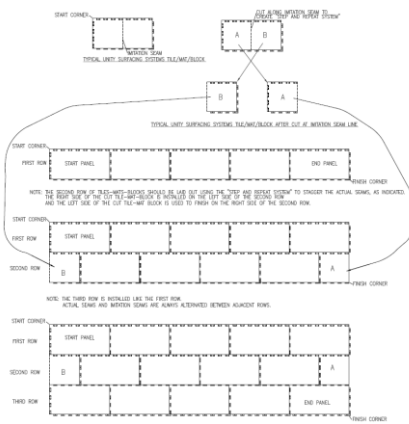 START CORNER
IMITATION SEAM
TYPICAL UNITY SURFACING SYSTEMS TILE/MAT/BLOCK
CUT ALONG IMITATION SEAM TO
CREATE "STEP AND REPEAT SYSTEM"
A B
B A
TYPICAL UNITY SURFACING SYSTEMS TILE/MAT/BLOCK AFTER CUT AT IMITATION SEAM LINE
START CORNER
FIRST ROW START PANEL END PANEL
FINISH CORNER
NOTE: THE SECOND ROW OF TILES-MATS-BLOCKS SHOULD BE LAID OUT USING THE "STEP AND REPEAT SYSTEM" TO STAGGER THE ACTUAL SEAMS, AS INDICATED.
THE RIGHT SIDE OF THE CUT TILE-MAT-BLOCK IS INSTALLED ON THE LEFT SIDE OF THE SECOND ROW
AND THE LEFT SIDE OF THE CUT TILE-MAT BLOCK IS USED TO FINISH ON THE RIGHT SIDE OF THE SECOND ROW.
START CORNER
FIRST ROW START PANEL
SECOND ROW B A
FINISH CORNER
NOTE: THE THIRD ROW IS INSTALLED LIKE THE FIRST ROW.
ACTUAL SEAMS AND IMITATION SEAMS ARE ALWAYS ALTERNATED BETWEEN ADJACENT ROWS.
START CORNER
FIRST ROW START PANEL
SECOND ROW B A
THIRD ROW END PANEL
FINISH CORNER